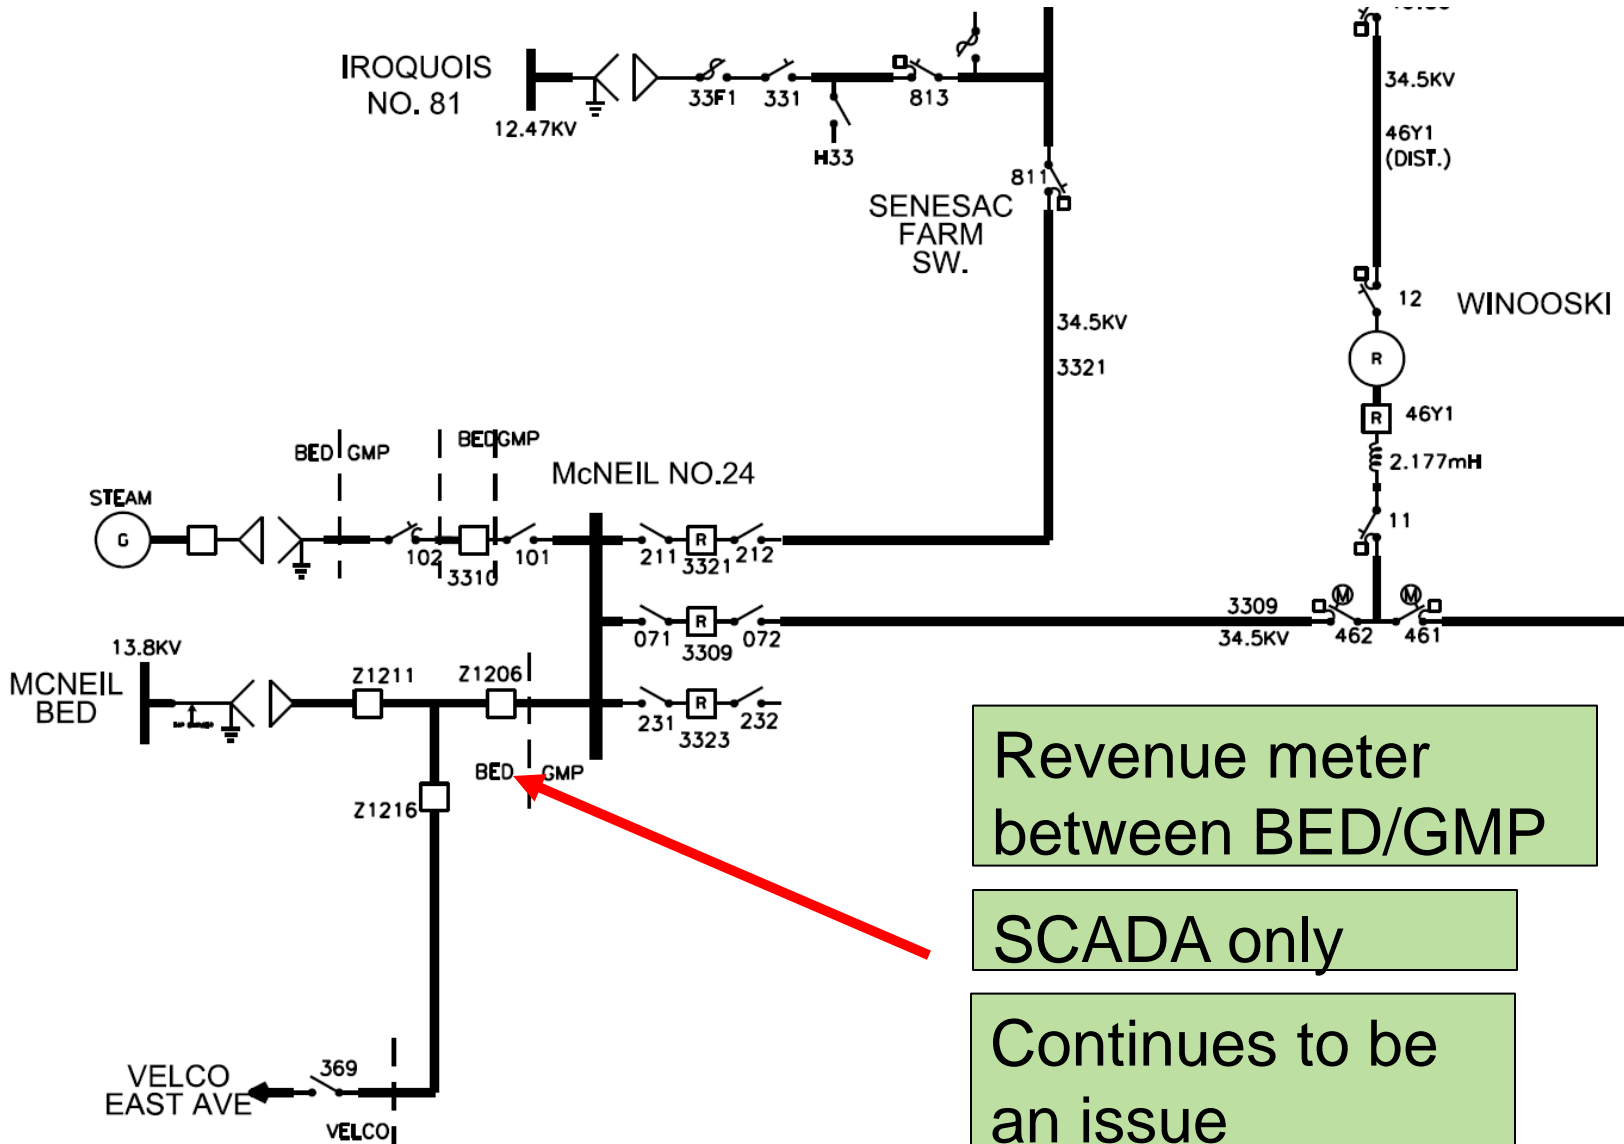 IROQUOIS
NO. 81
12.47KV
33F1
331
H33
813
811
SENESAC
FARM
SW.
34.5KV
3321
34.5KV
46Y1
(DIST.)
12
WINOOSKI
R
R
46Y1
2.177mH
11
BED GMP
BED GMP
McNEIL NO.24
STEAM
G
102
3310
101
211
R
3321
212
071
R
3309
072
3309
34.5KV
M
462
M
461
13.8KV
MCNEIL
BED
Z1211
Z1206
231
R
3323
232
BED GMP
Z1216
Revenue meter
between BED/GMP
SCADA only
Continues to be
an issue
VELCO
EAST AVE
369
VELCO